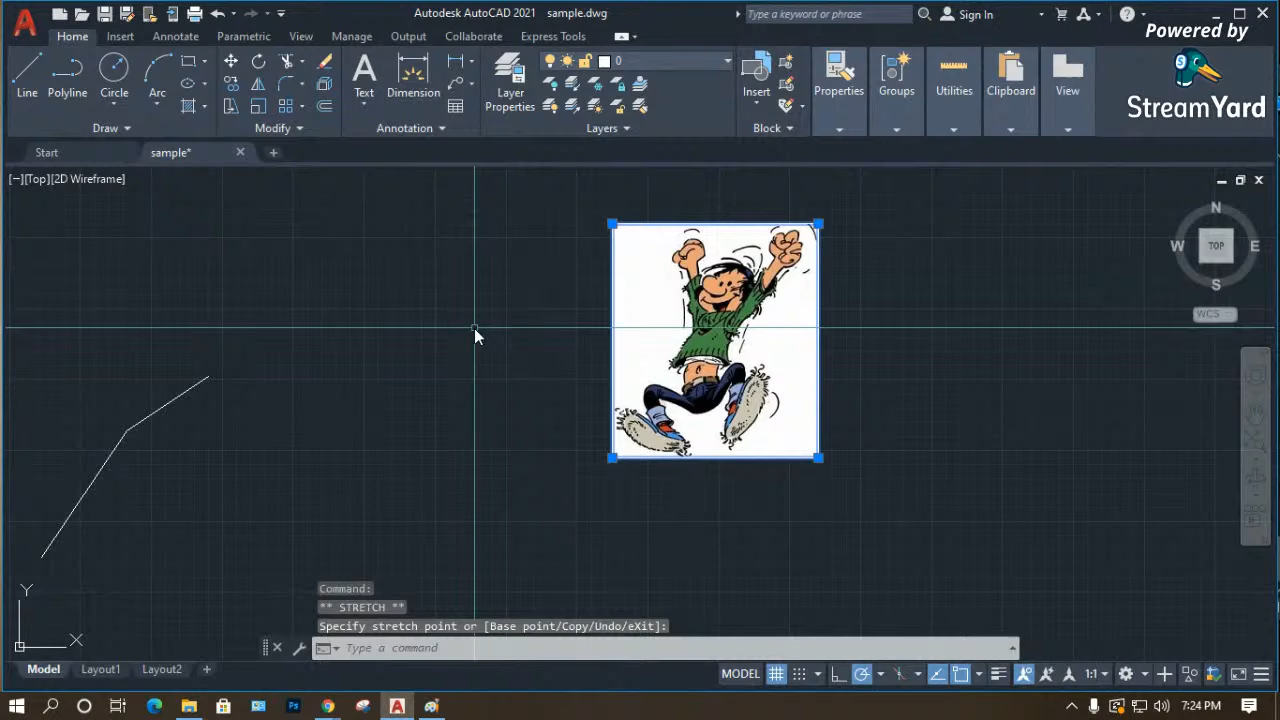 Autodesk AutoCAD 2021 sample.dwg
Type a keyword or phrase
Sign In
Home Insert Annotate Parametric View Manage Output Collaborate Express Tools
Powered by
StreamYard
Line Polyline Circle Arc
Text Dimension
Layer Properties
0
Insert
Properties Groups Utilities Clipboard View
Draw Modify Annotation Layers Block
Start sample*
[−][Top][2D Wireframe]
N
W TOP E
S
WCS
Y
X
Command:
** STRETCH **
Specify stretch point or [Base point/Copy/Undo/eXit]:
Type a command
Model Layout1 Layout2
MODEL 1:1
7:24 PM